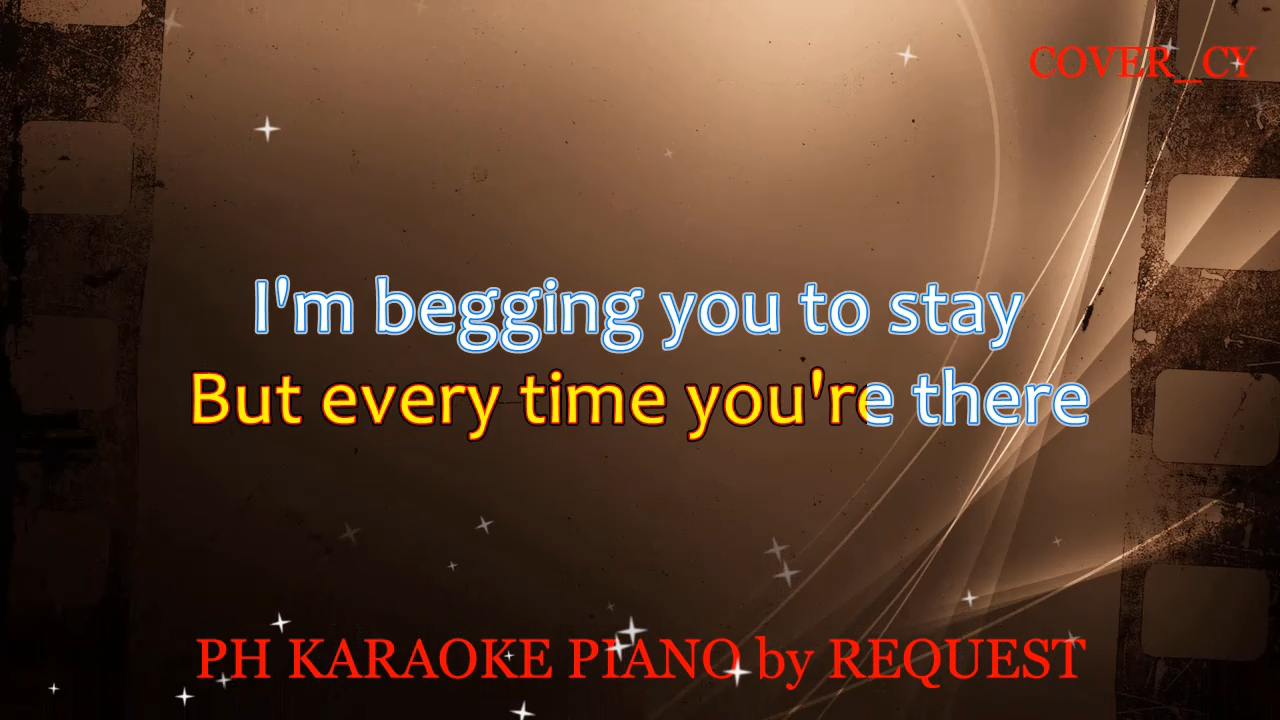 COVER_CY
I'm begging you to stay
But every time you're there
PH KARAOKE PIANO by REQUEST